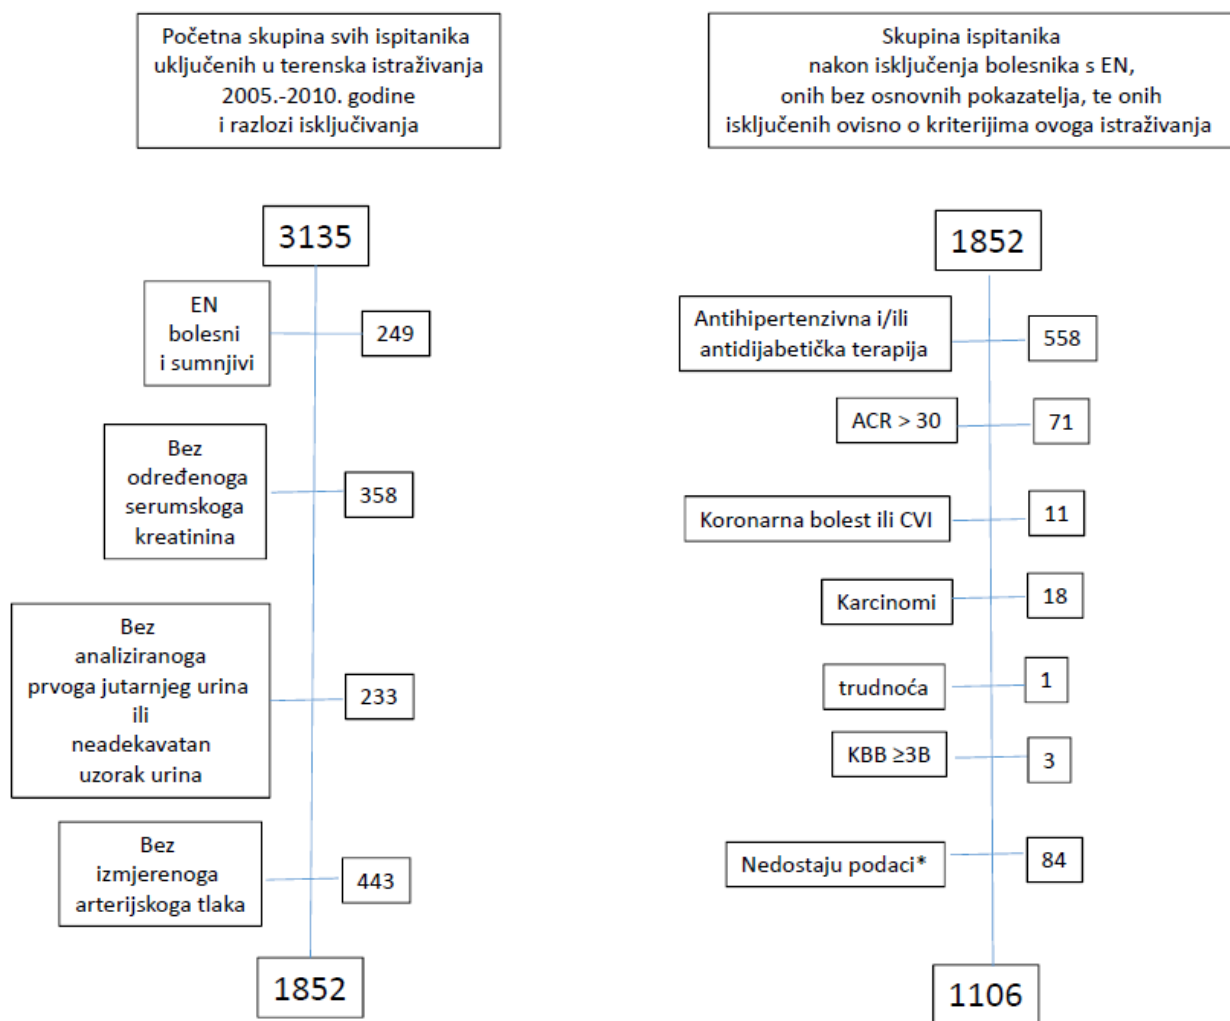 Početna skupina svih ispitanika
uključenih u terenska istraživanja
2005.-2010. godine
i razlozi isključivanja
3135
EN
bolesni
i sumnjivi
249
Bez
određenoga
serumskoga
kreatinina
358
Bez
analiziranoga
prvoga jutarnjeg urina
ili
neadekavatan
uzorak urina
233
Bez
izmjerenoga
arterijskoga tlaka
443
1852
Skupina ispitanika
nakon isključenja bolesnika s EN,
onih bez osnovnih pokazatelja, te onih
isključenih ovisno o kriterijima ovoga istraživanja
1852
Antihipertenzivna i/ili
antidijabetička terapija
558
ACR > 30
71
Koronarna bolest ili CVI
11
Karcinomi
18
trudnoća
1
KBB ≥3B
3
Nedostaju podaci*
84
1106